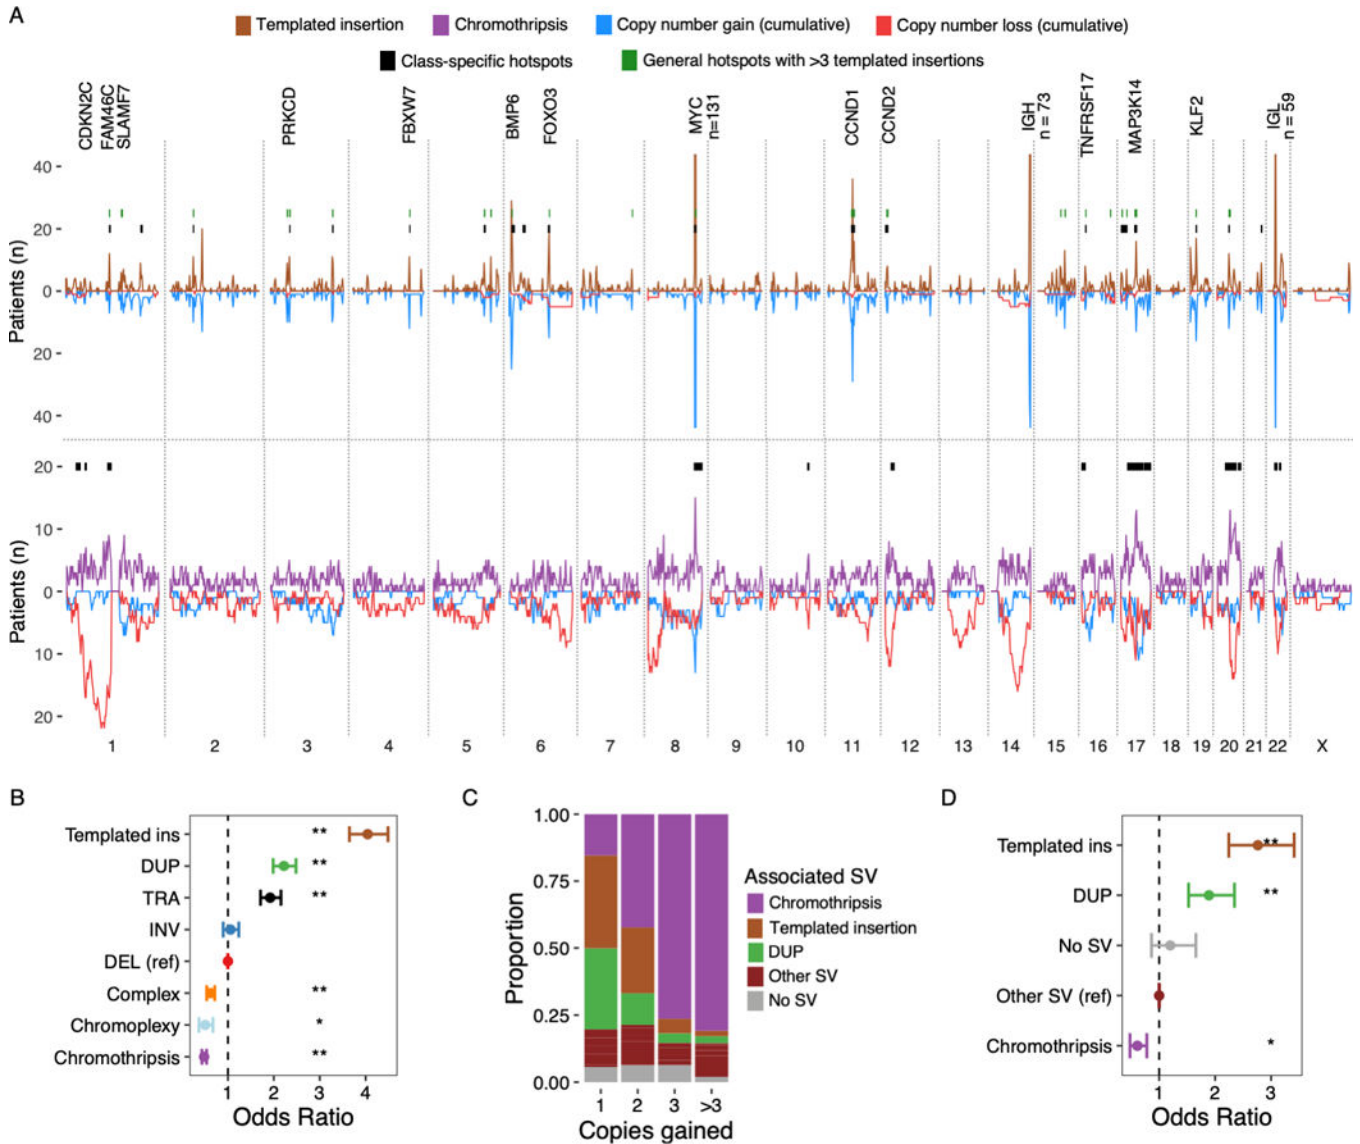 A
Templated insertion
Chromothripsis
Copy number gain (cumulative)
Copy number loss (cumulative)
Class-specific hotspots
General hotspots with >3 templated insertions
CDKN2C
FAM46C
SLAMF7
PRKCD
FBXW7
BMP6
FOXO3
MYC
n=131
CCND1
CCND2
IGH
n = 73
TNFRSF17
MAP3K14
KLF2
IGL
n = 59
Patients (n)
40
20
0
20
40
Patients (n)
20
10
0
10
20
1 2 3 4 5 6 7 8 9 10 11 12 13 14 15 16 17 18 19 20 21 22 X
B
Templated ins **
DUP **
TRA **
INV
DEL (ref)
Complex **
Chromoplexy *
Chromothripsis **
1 2 3 4
Odds Ratio
C
Proportion
1.00
0.75
0.50
0.25
0.00
1 2 3 >3
Copies gained
Associated SV
Chromothripsis
Templated insertion
DUP
Other SV
No SV
D
Templated ins **
DUP **
No SV
Other SV (ref)
Chromothripsis *
1 2 3
Odds Ratio